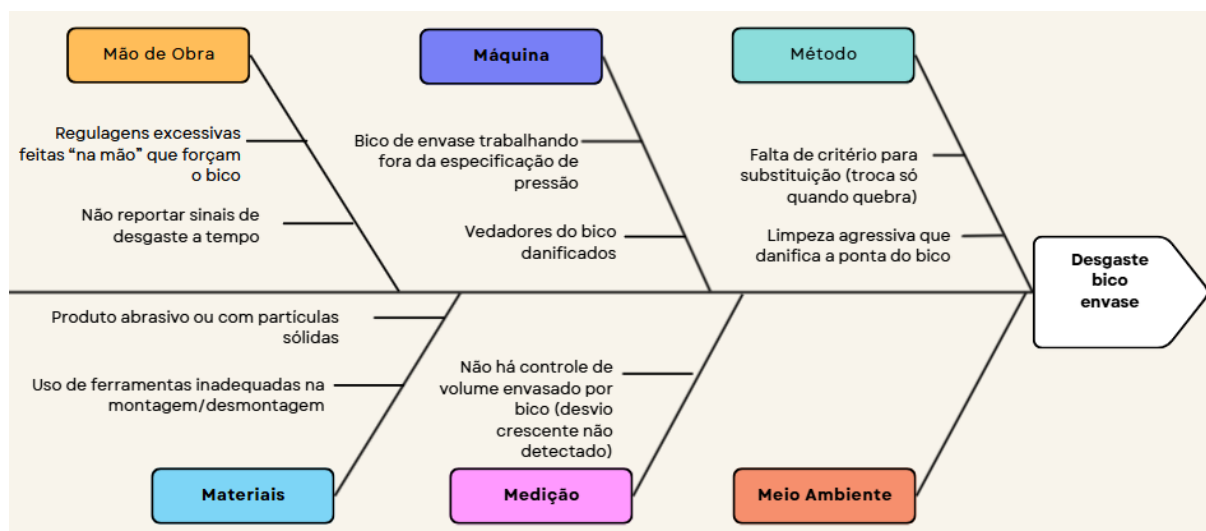 Mão de Obra
Máquina
Método
Regulagens excessivas
feitas “na mão” que forçam
o bico
Não reportar sinais de
desgaste a tempo
Bico de envase trabalhando
fora da especificação de
pressão
Vedadores do bico
danificados
Falta de critério para
substituição (troca só
quando quebra)
Limpeza agressiva que
danifica a ponta do bico
Desgaste
bico
envase
Produto abrasivo ou com partículas
sólidas
Uso de ferramentas inadequadas na
montagem/desmontagem
Não há controle de
volume envasado por
bico (desvio
crescente não
detectado)
Materiais
Medição
Meio Ambiente